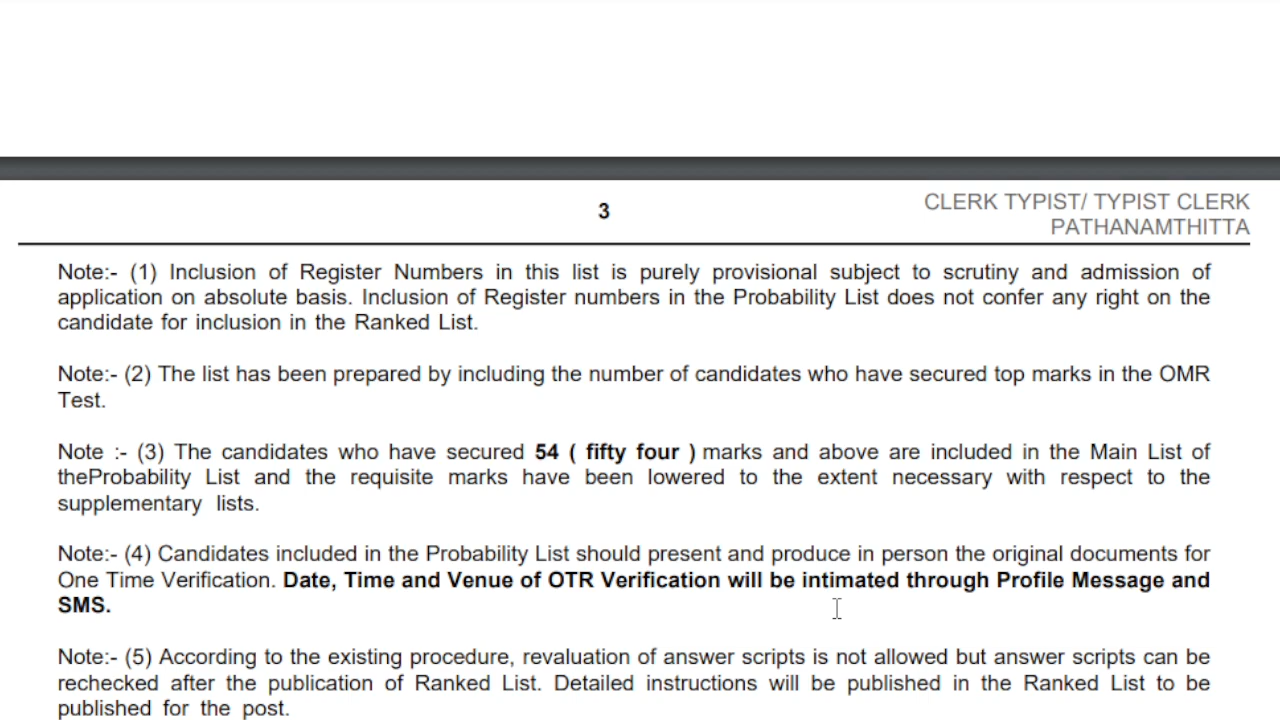 3
CLERK TYPIST/ TYPIST CLERK
PATHANAMTHITTA
Note:- (1) Inclusion of Register Numbers in this list is purely provisional subject to scrutiny and admission of
application on absolute basis. Inclusion of Register numbers in the Probability List does not confer any right on the
candidate for inclusion in the Ranked List.
Note:- (2) The list has been prepared by including the number of candidates who have secured top marks in the OMR
Test.
Note :- (3) The candidates who have secured 54 ( fifty four ) marks and above are included in the Main List of
theProbability List and the requisite marks have been lowered to the extent necessary with respect to the
supplementary lists.
Note:- (4) Candidates included in the Probability List should present and produce in person the original documents for
One Time Verification. Date, Time and Venue of OTR Verification will be intimated through Profile Message and
SMS.
Note:- (5) According to the existing procedure, revaluation of answer scripts is not allowed but answer scripts can be
rechecked after the publication of Ranked List. Detailed instructions will be published in the Ranked List to be
published for the post.